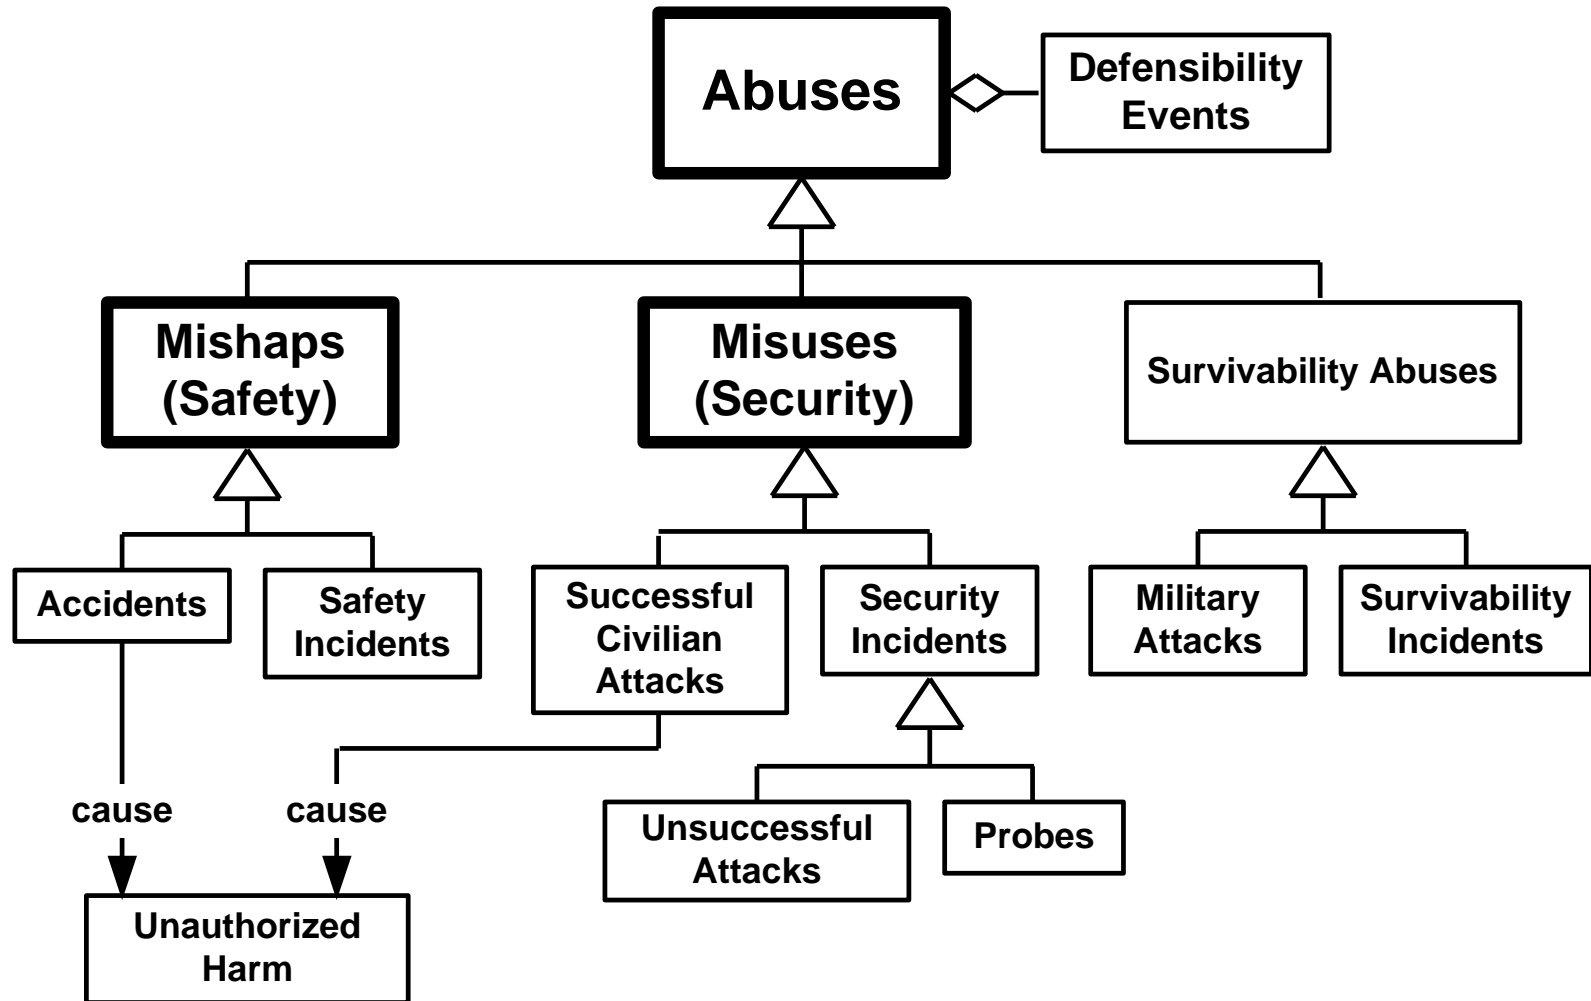 Abuses
Defensibility
Events
Mishaps
(Safety)
Misuses
(Security)
Survivability Abuses
Accidents
Safety
Incidents
Successful
Civilian
Attacks
Security
Incidents
Military
Attacks
Survivability
Incidents
cause
cause
Unsuccessful
Attacks
Probes
Unauthorized
Harm